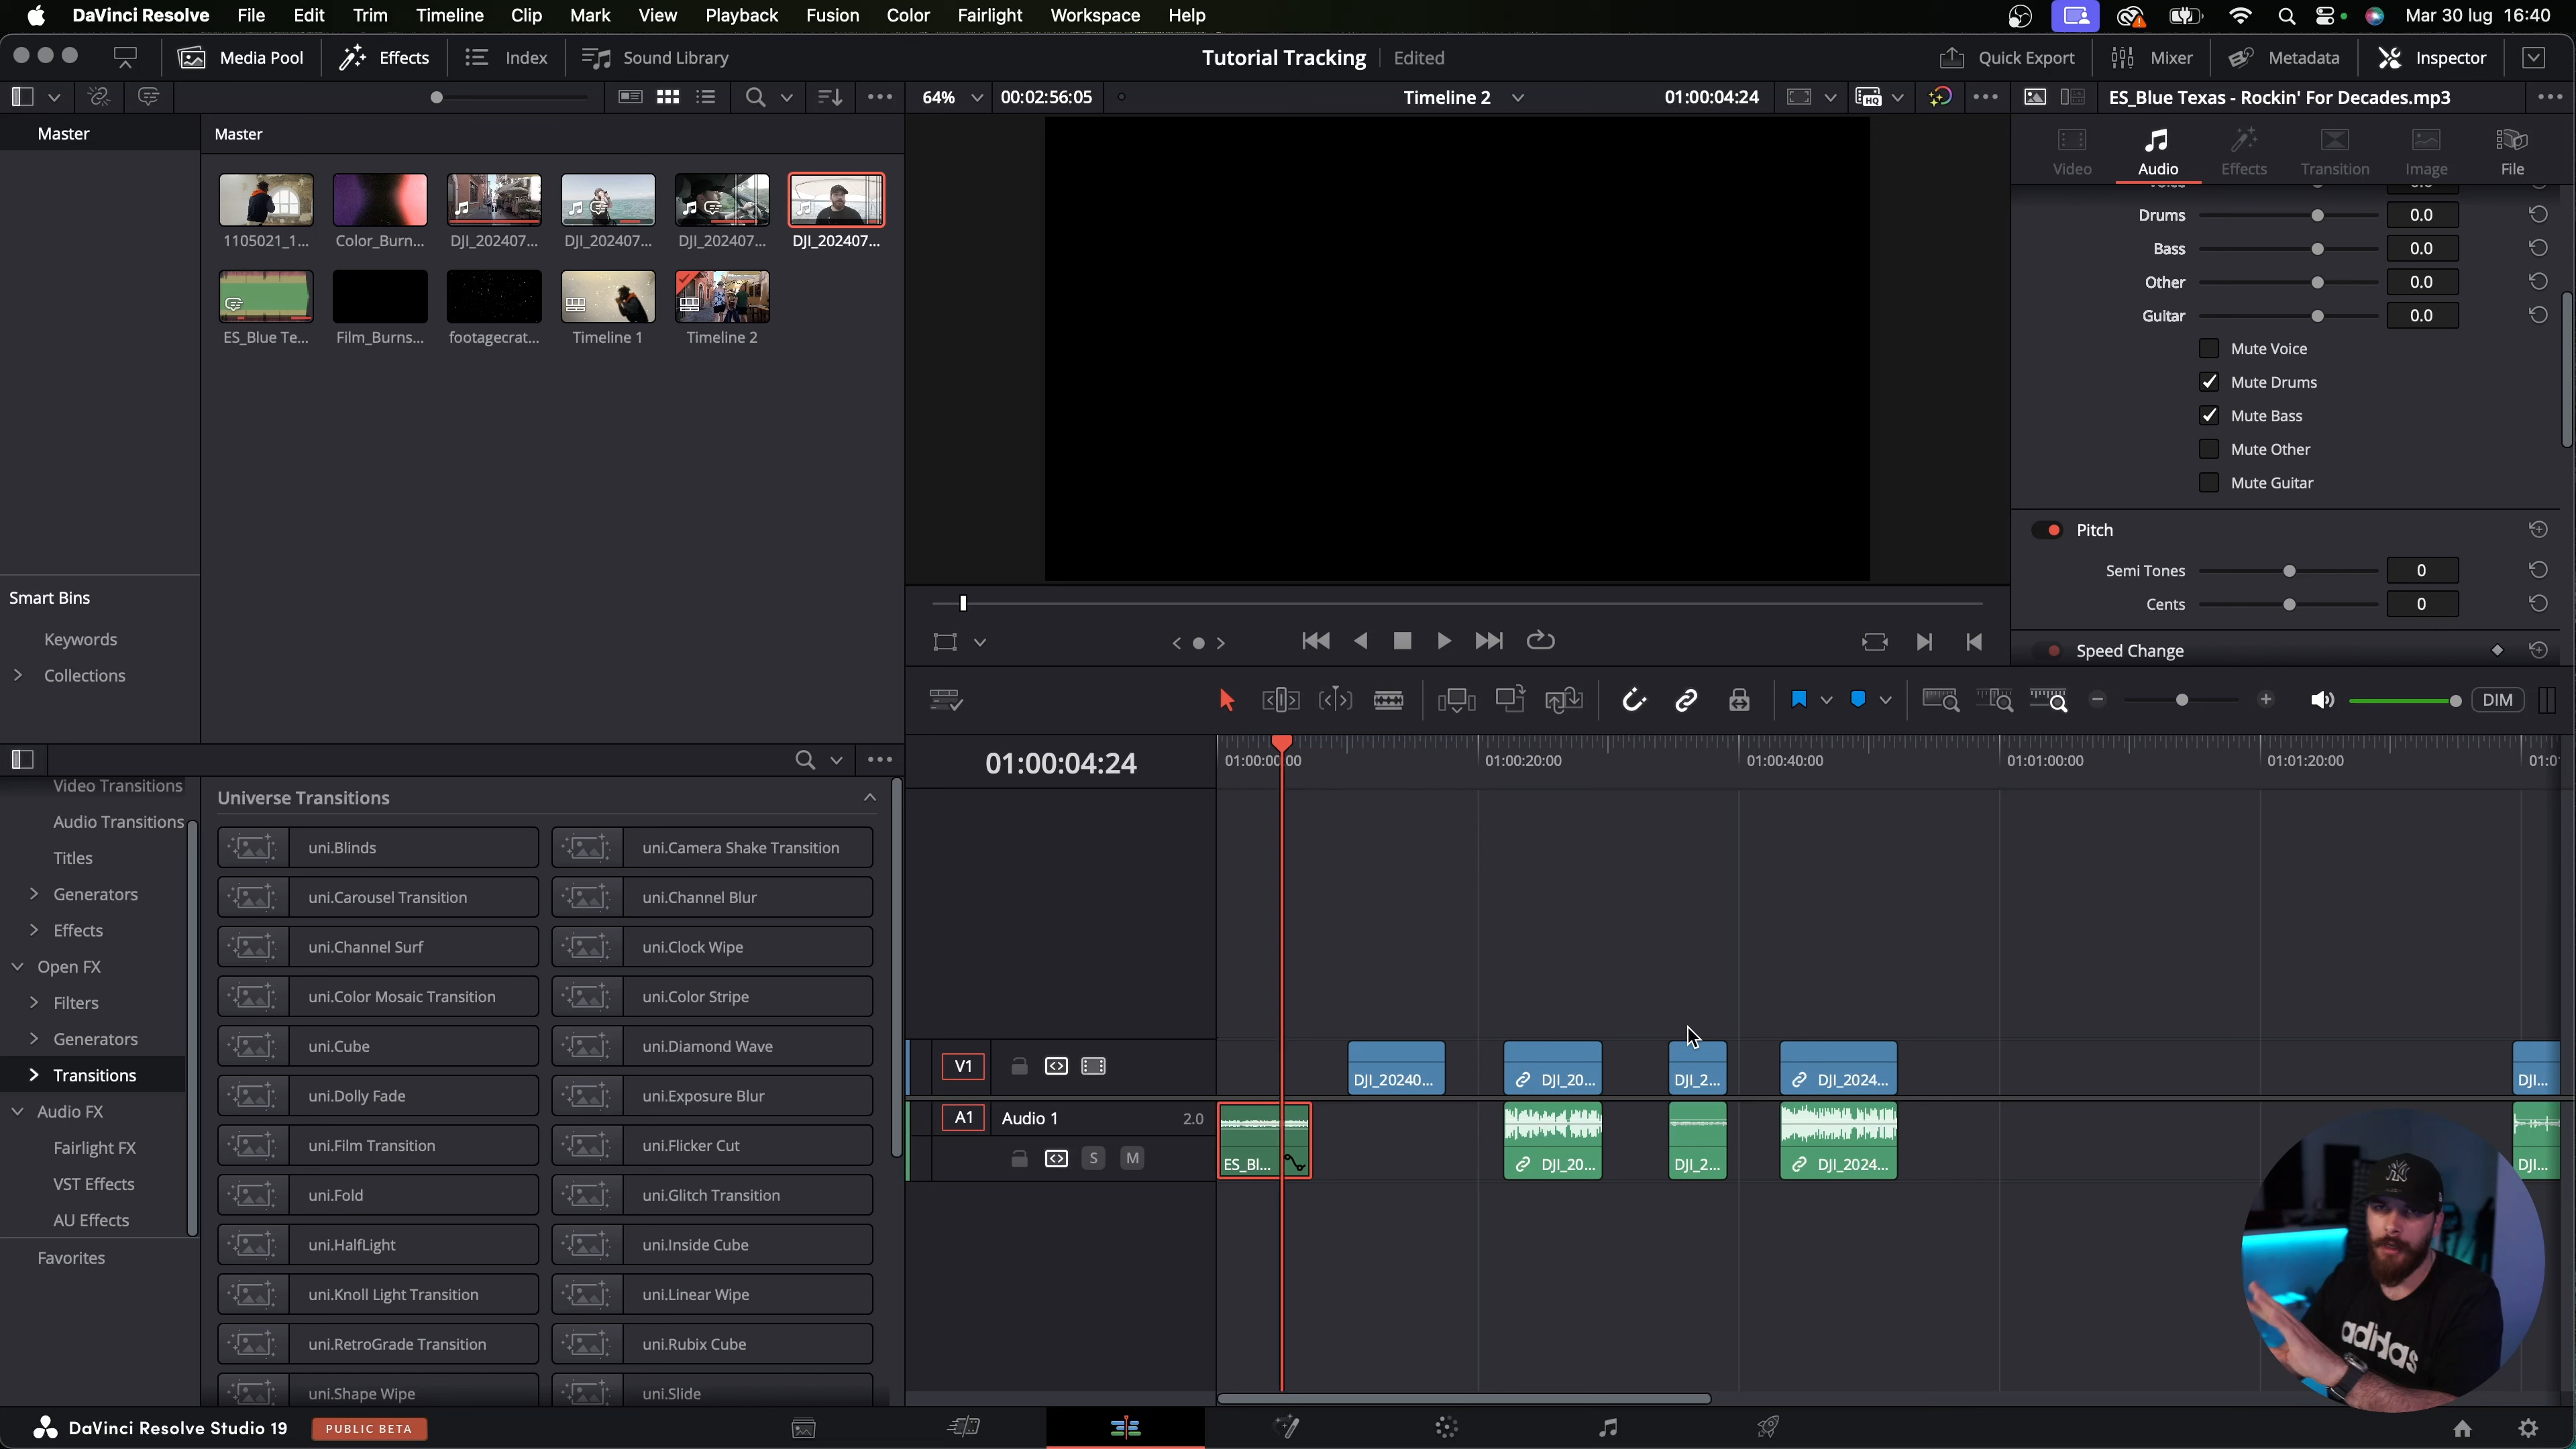 DaVinci Resolve File Edit Trim Timeline Clip Mark View Playback Fusion Color Fairlight Workspace Help Mar 30 lug 16:40
Media Pool Effects Index Sound Library Tutorial Tracking Edited Quick Export Mixer Metadata Inspector
64% 00:02:56:05 Timeline 2 01:00:04:24 HQ ES_Blue Texas - Rockin' For Decades.mp3
Master Master
Video Audio Effects Transition Image File
1105021_1... Color_Burn... DJI_202407... DJI_202407... DJI_202407... DJI_202407...
ES_Blue Te... Film_Burns... footagecrat... Timeline 1 Timeline 2
Drums 0.0
Bass 0.0
Other 0.0
Guitar 0.0
Mute Voice
Mute Drums
Mute Bass
Mute Other
Mute Guitar
Pitch
Semi Tones 0
Cents 0
Speed Change
Smart Bins
Keywords
Collections
DIM
01:00:04:24 01:00:00:00 01:00:20:00 01:00:40:00 01:01:00:00 01:01:20:00
Video Transitions
Audio Transitions
Titles
Generators
Effects
Open FX
Filters
Generators
Transitions
Audio FX
Fairlight FX
VST Effects
AU Effects
Favorites
Universe Transitions
uni.Blinds uni.Camera Shake Transition
uni.Carousel Transition uni.Channel Blur
uni.Channel Surf uni.Clock Wipe
uni.Color Mosaic Transition uni.Color Stripe
uni.Cube uni.Diamond Wave
uni.Dolly Fade uni.Exposure Blur
uni.Film Transition uni.Flicker Cut
uni.Fold uni.Glitch Transition
uni.HalfLight uni.Inside Cube
uni.Knoll Light Transition uni.Linear Wipe
uni.RetroGrade Transition uni.Rubix Cube
uni.Shape Wipe uni.Slide
V1 DJI_20240... DJI_20... DJI_2... DJI_2024... DJI...
A1 Audio 1 2.0
S M ES_Bl... DJI_20... DJI_2... DJI_2024... DJI...
adidas
DaVinci Resolve Studio 19 PUBLIC BETA